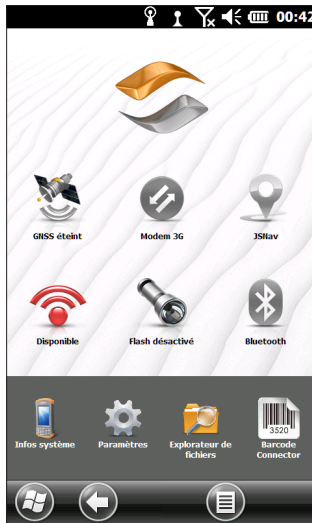 00:42
GNSS éteint
Modem 3G
JSNav
Disponible
Flash désactivé
Bluetooth
3520
Infos système
Paramètres
Explorateur de
fichiers
Barcode
Connector